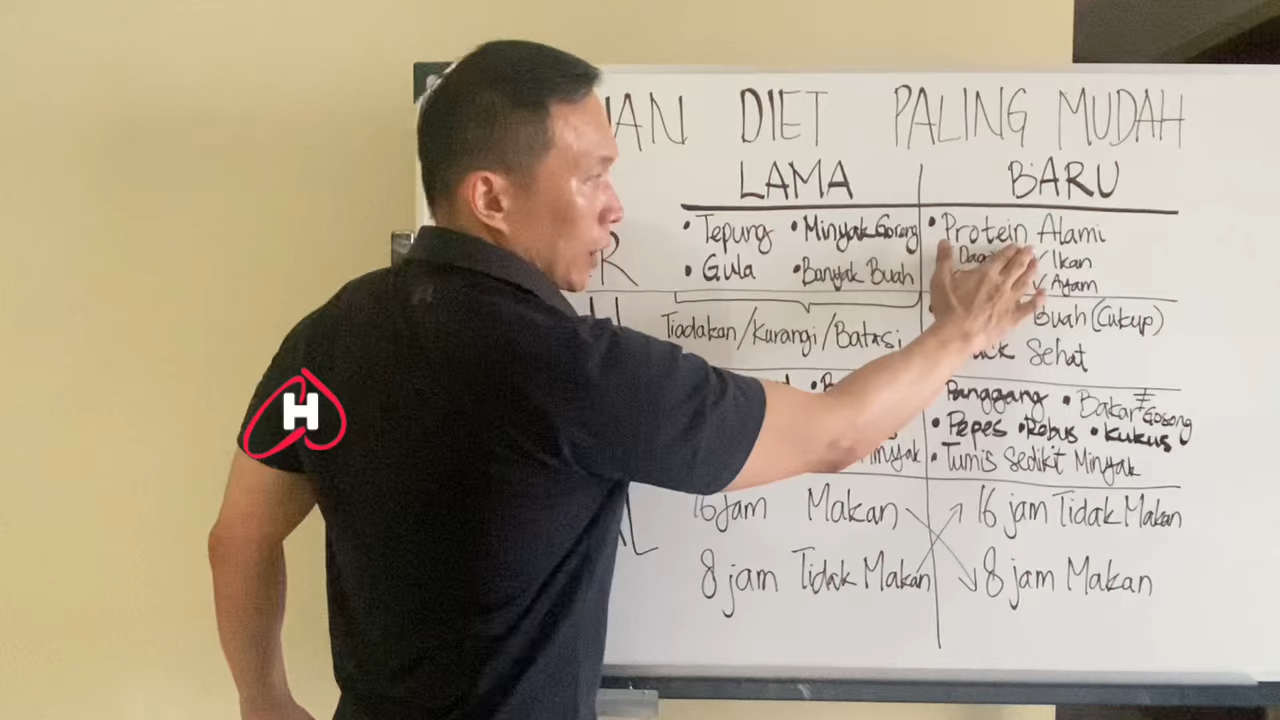 DIET PALING MUDAH
LAMA BARU
• Tepung • Minyak Goreng • Protein Alami
• Gula • Banyak Buah /Ikan
Ayam
Tiadakan/Kurangi/Batasi buah (Cukup)
Sehat
Panggang • Bakar ≠ Gosong
• Pepes • Rebus • Kukus
Minyak • Tumis Sedikit Minyak
16 jam Makan 16 jam Tidak Makan
8 jam Tidak Makan 8 jam Makan
H